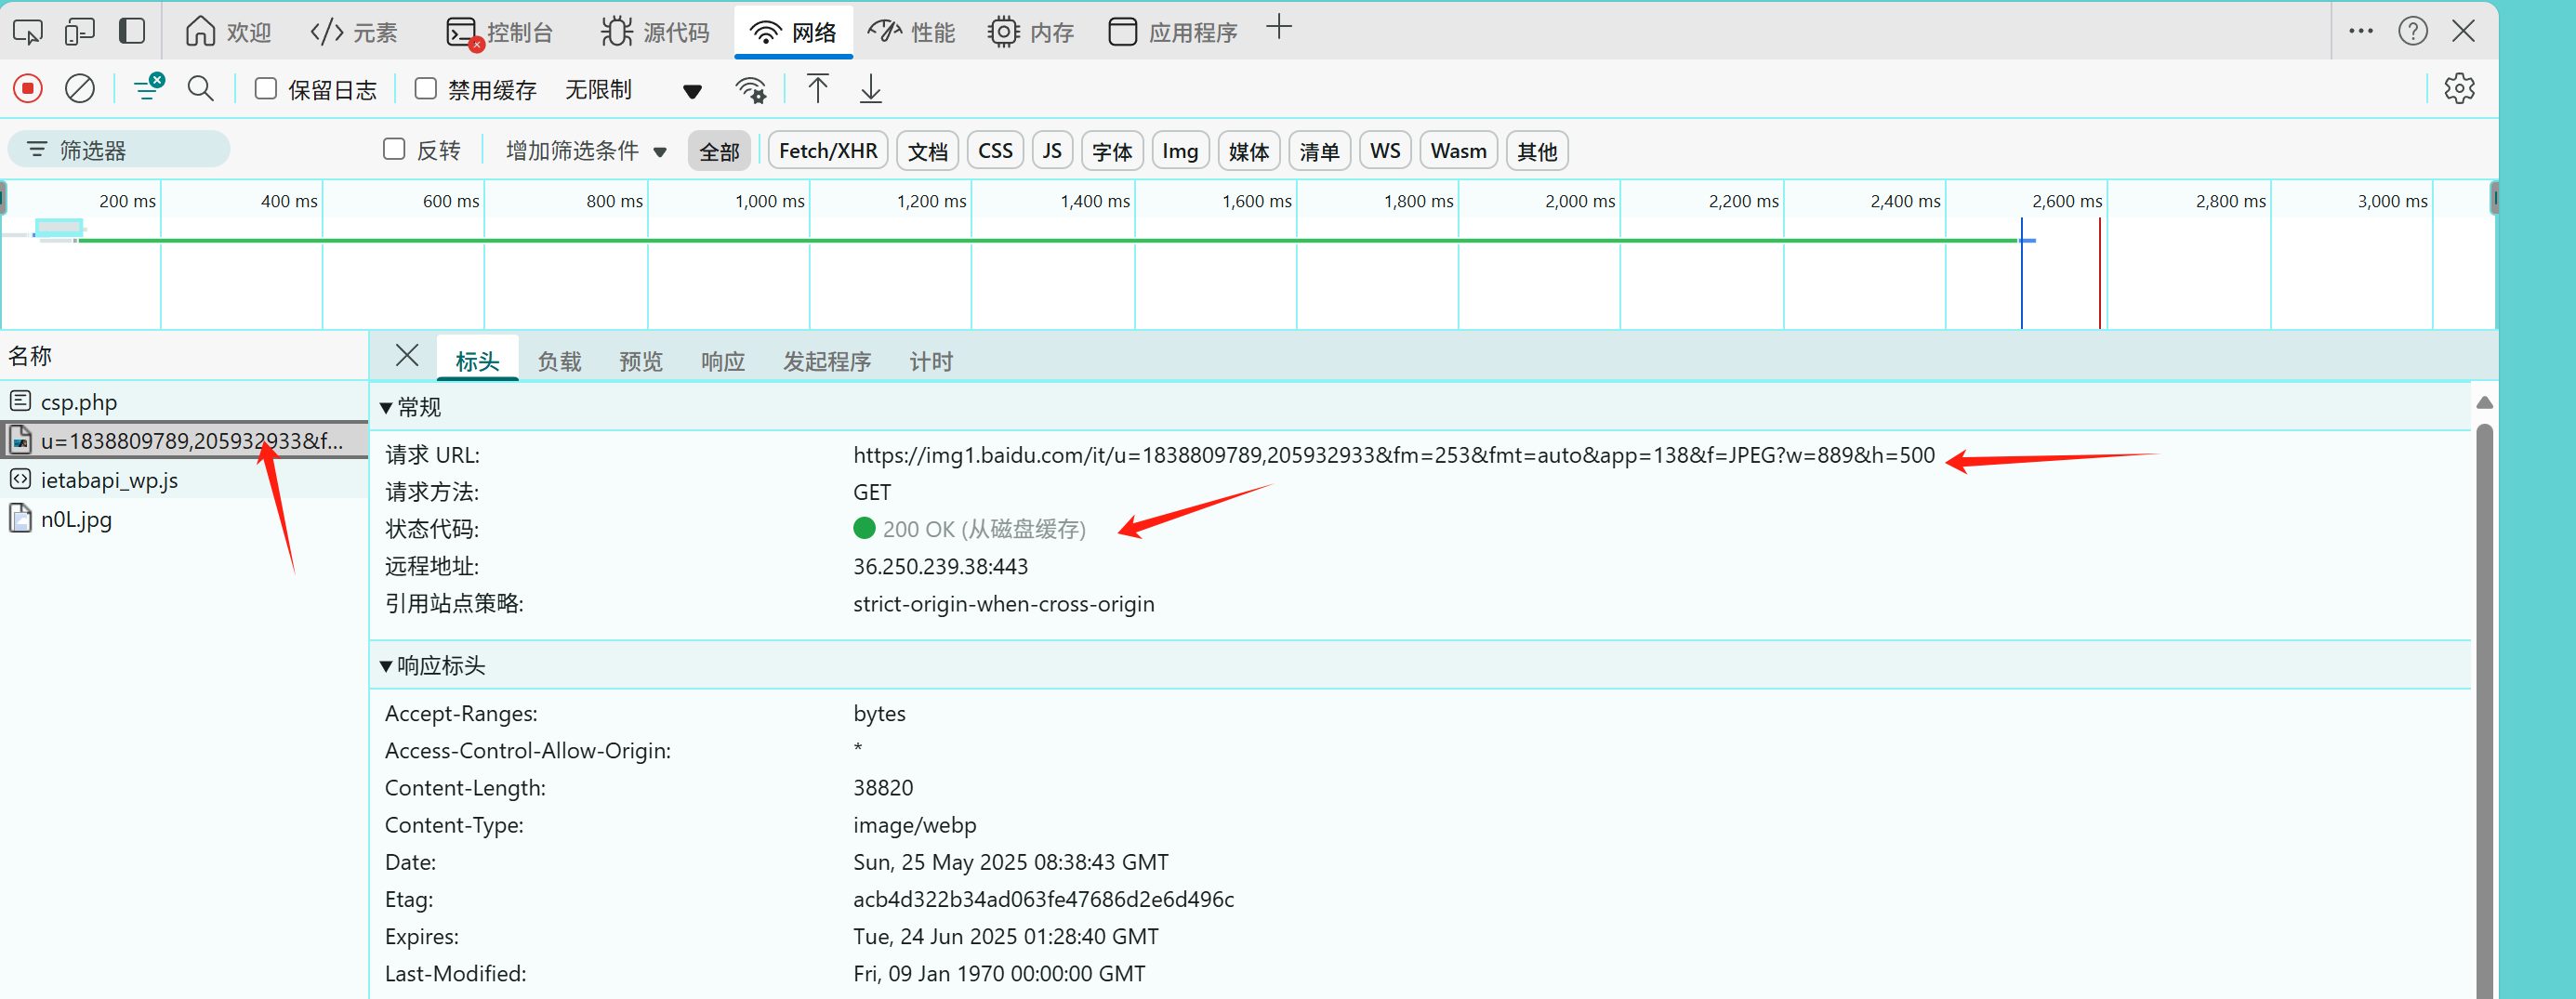 欢迎 元素 控制台 源代码 网络 性能 内存 应用程序
保留日志 禁用缓存 无限制
筛选器 反转 增加筛选条件 全部 Fetch/XHR 文档 CSS JS 字体 Img 媒体 清单 WS Wasm 其他
200 ms 400 ms 600 ms 800 ms 1,000 ms 1,200 ms 1,400 ms 1,600 ms 1,800 ms 2,000 ms 2,200 ms 2,400 ms 2,600 ms 2,800 ms 3,000 ms
名称
csp.php
u=1838809789,205932933&f...
ietabapi_wp.js
n0L.jpg
标头 负载 预览 响应 发起程序 计时
常规
请求 URL: https://img1.baidu.com/it/u=1838809789,205932933&fm=253&fmt=auto&app=138&f=JPEG?w=889&h=500
请求方法: GET
状态代码: 200 OK (从磁盘缓存)
远程地址: 36.250.239.38:443
引用站点策略: strict-origin-when-cross-origin
响应标头
Accept-Ranges: bytes
Access-Control-Allow-Origin: *
Content-Length: 38820
Content-Type: image/webp
Date: Sun, 25 May 2025 08:38:43 GMT
Etag: acb4d322b34ad063fe47686d2e6d496c
Expires: Tue, 24 Jun 2025 01:28:40 GMT
Last-Modified: Fri, 09 Jan 1970 00:00:00 GMT